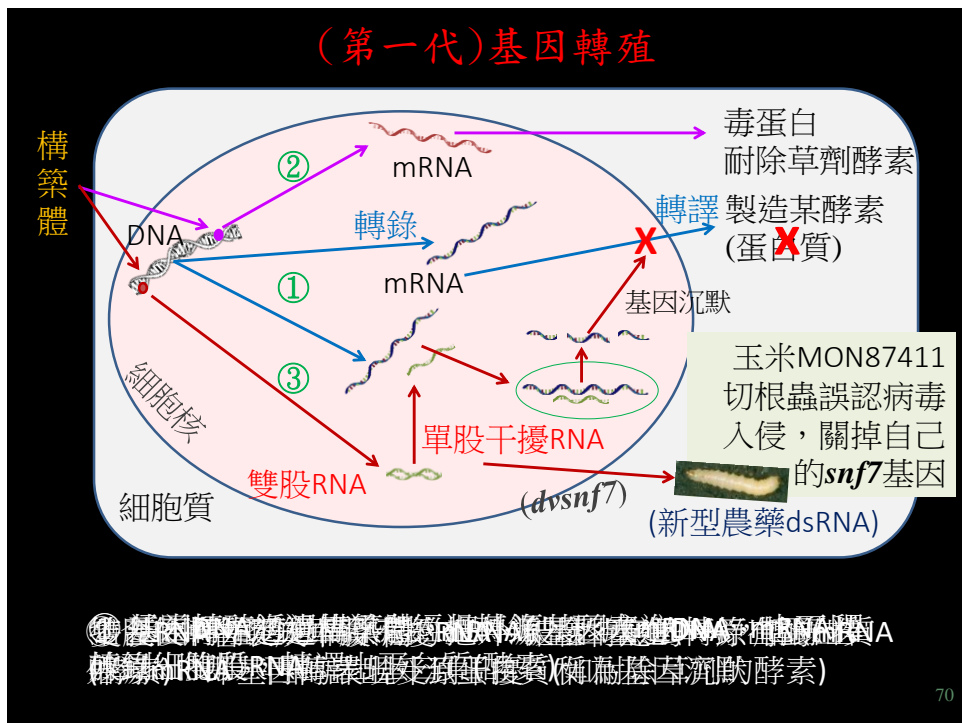 (第一代)基因轉殖
構築體
DNA
②
mRNA
毒蛋白
耐除草劑酵素
轉錄
轉譯
製造某酵素
(蛋白質)
X
X
①
mRNA
基因沉默
③
細胞核
雙股RNA
單股干擾RNA
(dvsnf7)
細胞質
玉米MON87411
切根蟲誤認病毒
入侵，關掉自己
的snf7基因
(新型農藥dsRNA)
70